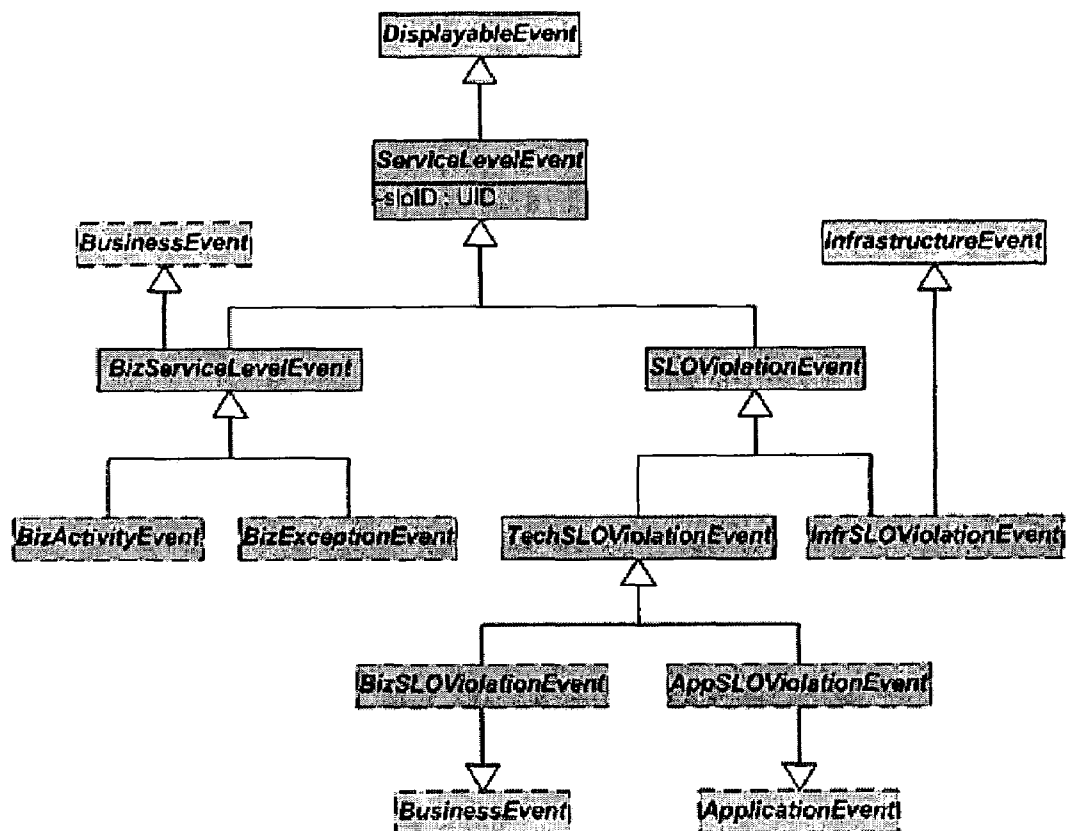 DisplayableEvent
ServiceLevelEvent
-sloID : UID
BusinessEvent
InfrastructureEvent
BizServiceLevelEvent
SLOViolationEvent
BizActivityEvent
BizExceptionEvent
TechSLOViolationEvent
InfrSLOViolationEvent
BizSLOViolationEvent
AppSLOViolationEvent
BusinessEvent
ApplicationEvent